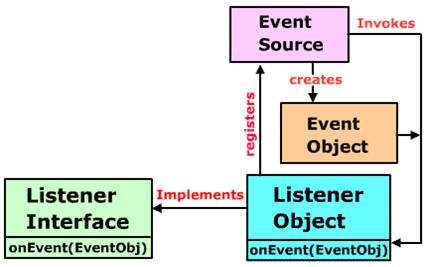 Event
Source
Invokes
creates
registers
Event
Object
Listener
Interface
onEvent(EventObj)
Implements
Listener
Object
onEvent(EventObj)